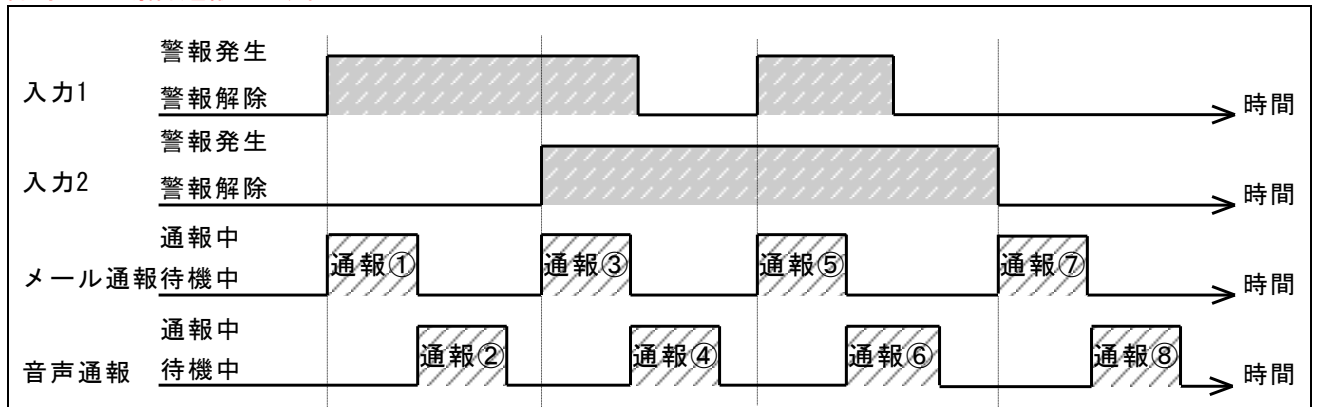 警報発生
入力1
警報解除
時間
警報発生
入力2
警報解除
時間
通報中
通報① 通報③ 通報⑤ 通報⑦
メール通報待機中
時間
通報中
通報② 通報④ 通報⑥ 通報⑧
音声通報 待機中
時間